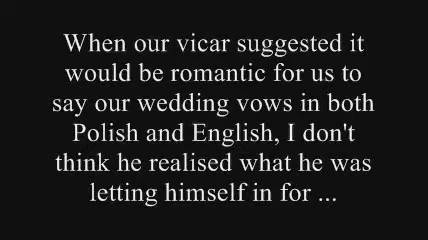 When our vicar suggested it
would be romantic for us to
say our wedding vows in both
Polish and English, I don't
think he realised what he was
letting himself in for ...